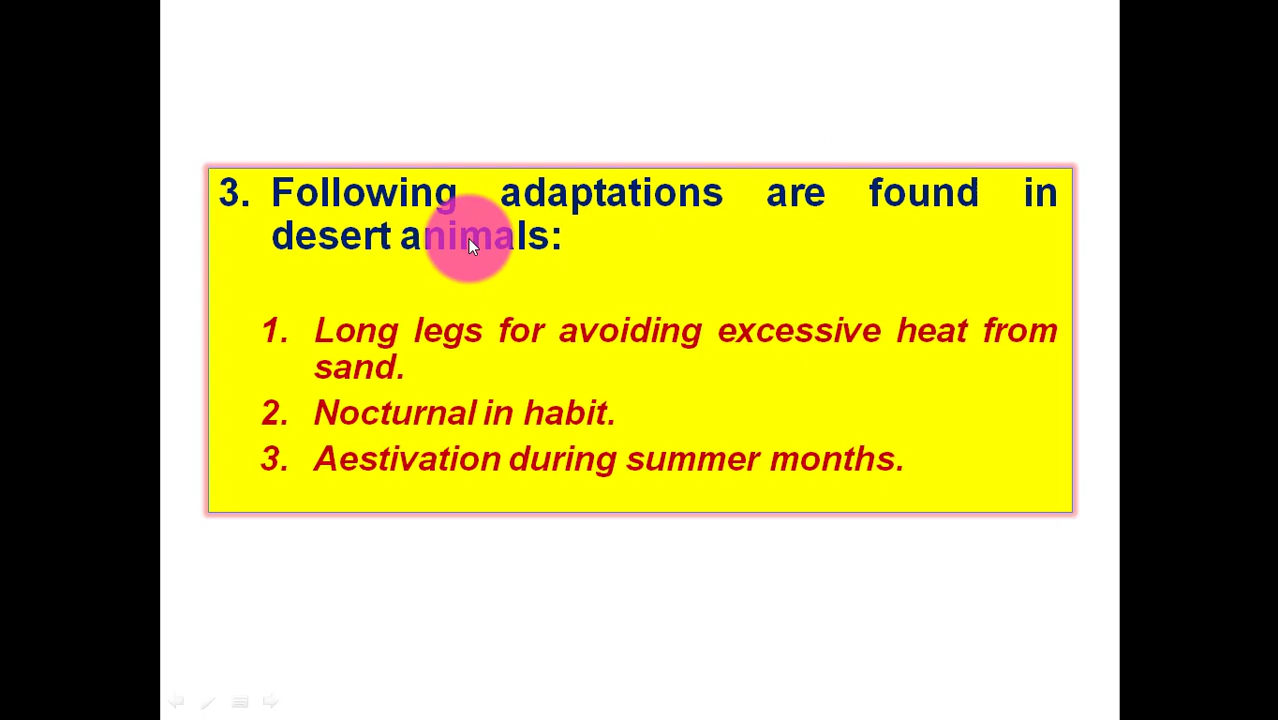 3. Following adaptations are found in
desert animals:
1. Long legs for avoiding excessive heat from
sand.
2. Nocturnal in habit.
3. Aestivation during summer months.